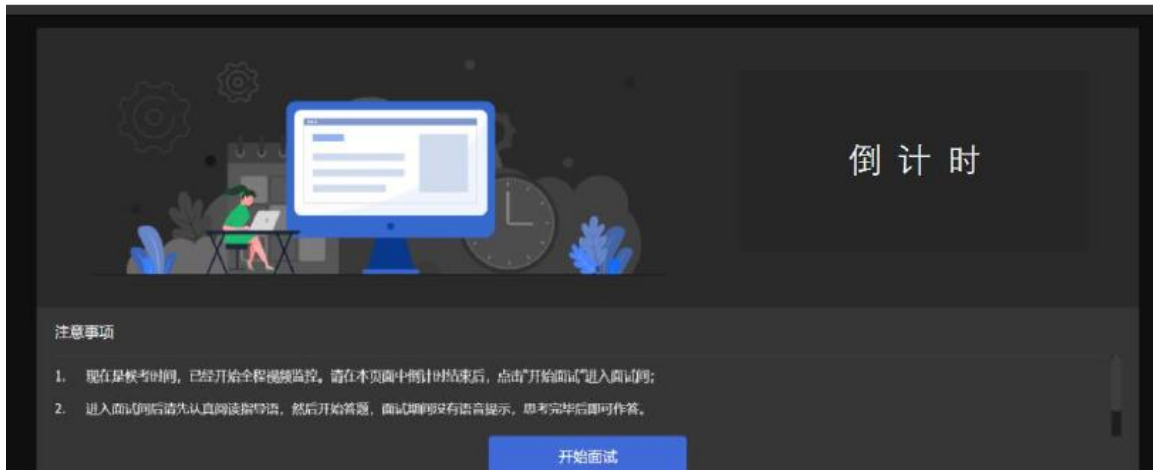 倒计时
注意事项
1. 现在是候考时间，已经开始全程视频监控。请在本页面中倒计时结束后，点击"开始面试"进入面试间；
2. 进入面试间后请先认真阅读指导语，然后开始答题，面试期间没有语音提示，思考完毕后即可作答。
开始面试